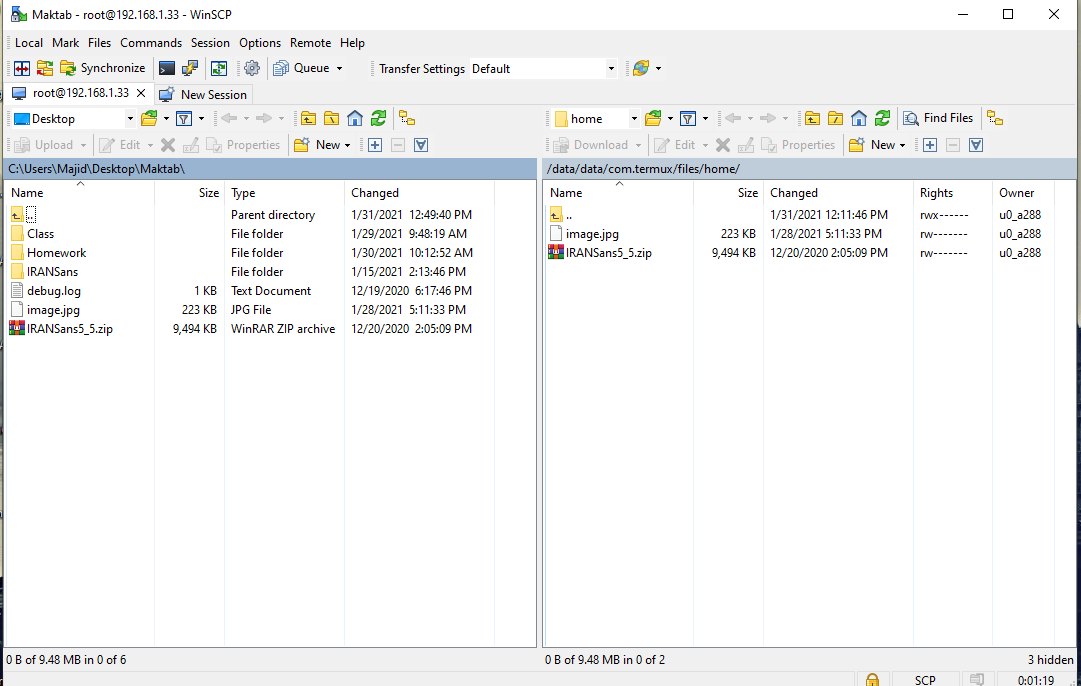 Maktab - root@192.168.1.33 - WinSCP
Local Mark Files Commands Session Options Remote Help
Synchronize Queue Transfer Settings Default
root@192.168.1.33 New Session
Desktop home Find Files
Upload Edit Properties New Download Edit Properties New
C:\Users\Majid\Desktop\Maktab\ /data/data/com.termux/files/home/
Name Size Type Changed Name Size Changed Rights Owner
.. Parent directory 1/31/2021 12:49:40 PM .. 1/31/2021 12:11:46 PM rwx------ u0_a288
Class File folder 1/29/2021 9:48:19 AM image.jpg 223 KB 1/28/2021 5:11:33 PM rw------- u0_a288
Homework File folder 1/30/2021 10:12:52 AM IRANSans5_5.zip 9,494 KB 12/20/2020 2:05:09 PM rw------- u0_a288
IRANSans File folder 1/15/2021 2:13:46 PM
debug.log 1 KB Text Document 12/19/2020 6:17:46 PM
image.jpg 223 KB JPG File 1/28/2021 5:11:33 PM
IRANSans5_5.zip 9,494 KB WinRAR ZIP archive 12/20/2020 2:05:09 PM
0 B of 9.48 MB in 0 of 6 0 B of 9.48 MB in 0 of 2 3 hidden
SCP 0:01:19